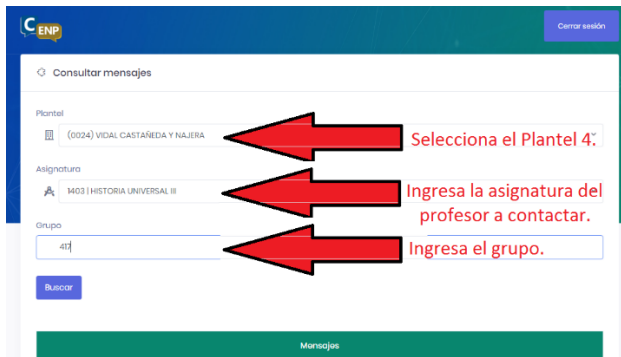 C ENP
Cerrar sesión
Consultar mensajes
Plantel
(0024) VIDAL CASTAÑEDA Y NAJERA
Selecciona el Plantel 4.
Asignatura
1403 | HISTORIA UNIVERSAL III
Ingresa la asignatura del
profesor a contactar.
Grupo
417
Ingresa el grupo.
Buscar
Mensajes